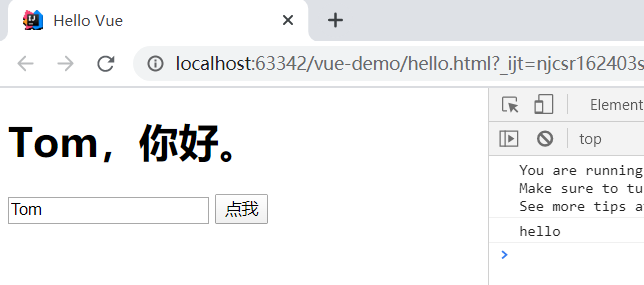 Hello Vue
localhost:63342/vue-demo/hello.html?_ijt=njcsr162403s
Tom，你好。
Tom 点我
Element
top
You are running
Make sure to tu
See more tips a
hello